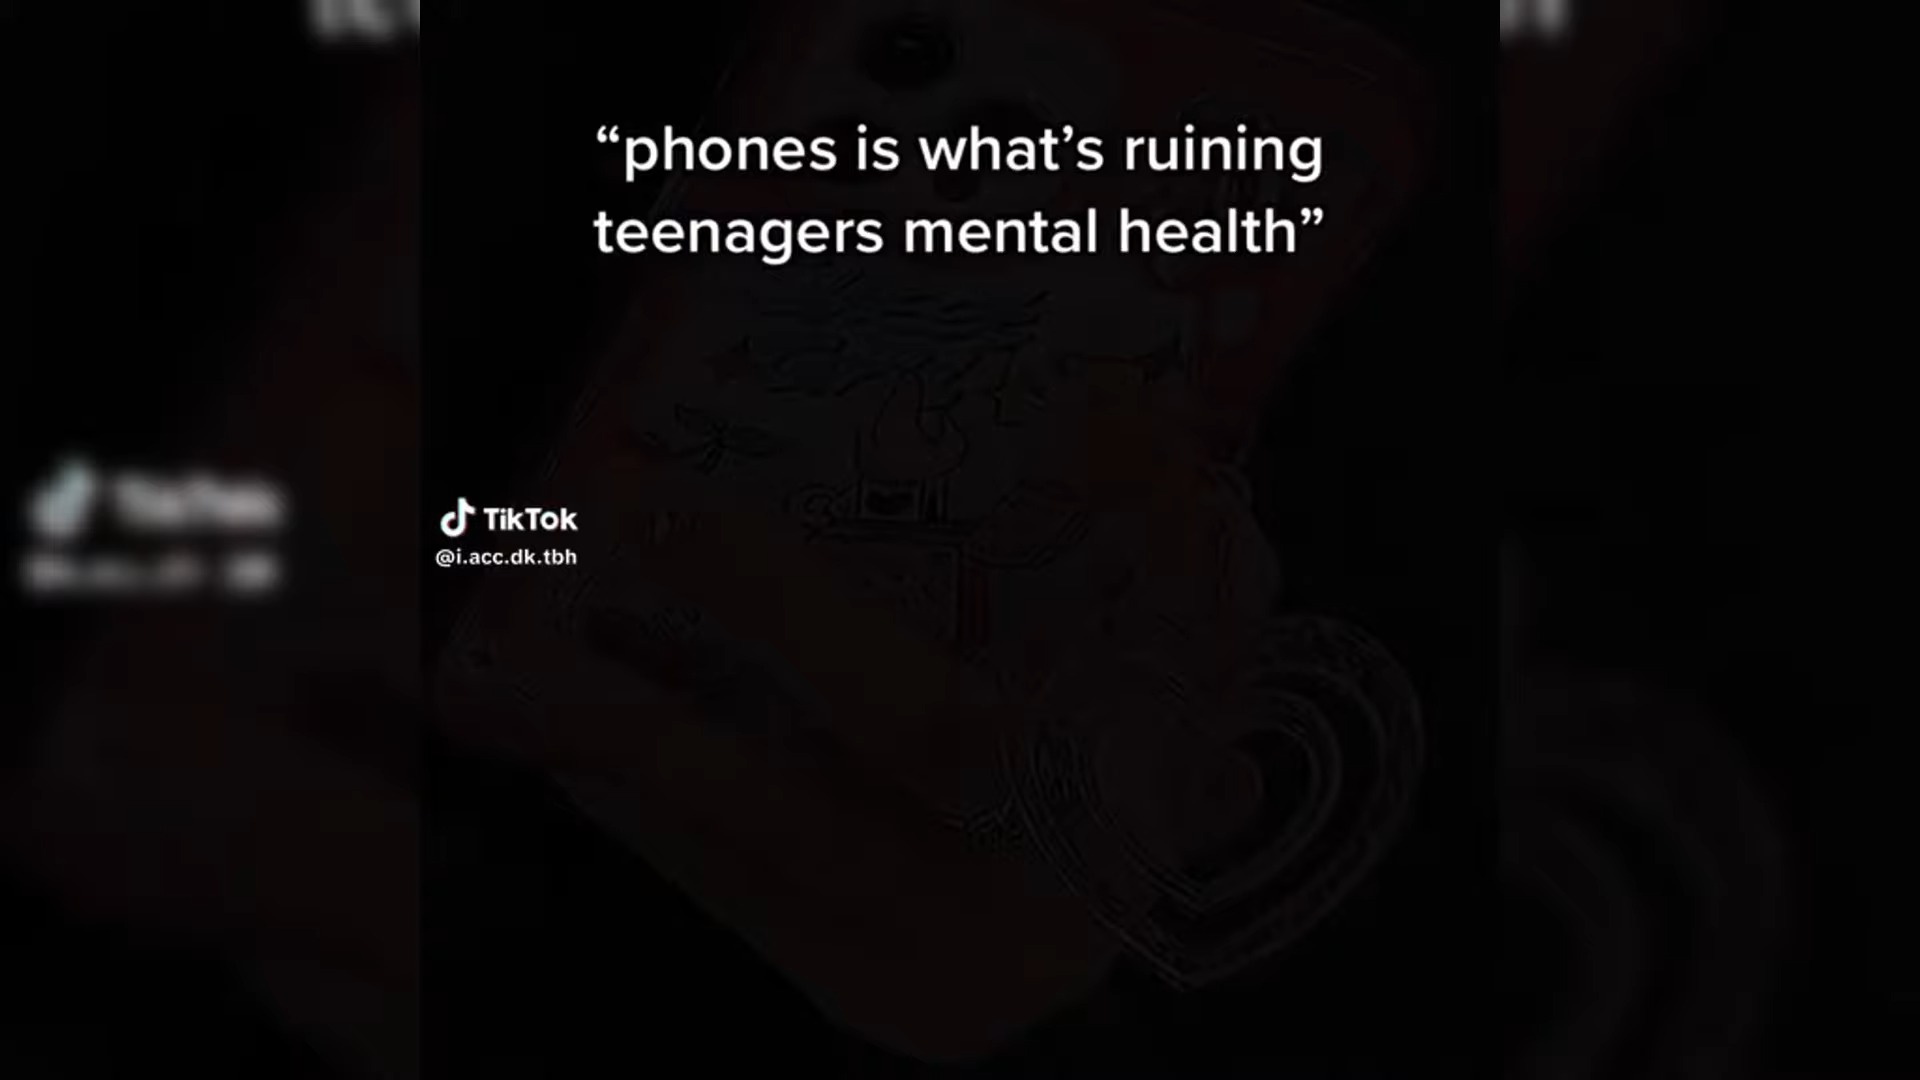 “phones is what’s ruining
teenagers mental health”
TikTok
@i.acc.dk.tbh